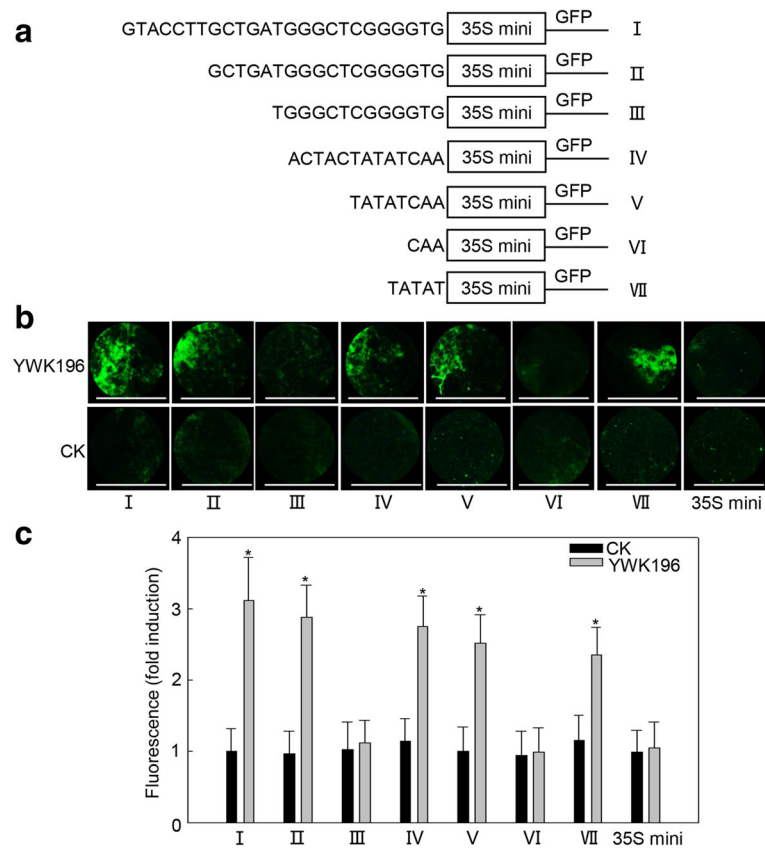 a
GTACCTTGCTGATGGGCTCGGGGTG 35S mini GFP Ⅰ
GCTGATGGGCTCGGGGTG 35S mini GFP Ⅱ
TGGGCTCGGGGTG 35S mini GFP Ⅲ
ACTACTATATCAA 35S mini GFP Ⅳ
TATATCAA 35S mini GFP Ⅴ
CAA 35S mini GFP Ⅵ
TATAT 35S mini GFP Ⅶ
b
YWK196
CK
Ⅰ Ⅱ Ⅲ Ⅳ Ⅴ Ⅵ Ⅶ 35S mini
c
Fluorescence (fold induction)
4
3
2
1
0
CK
YWK196
* * * * *
Ⅰ Ⅱ Ⅲ Ⅳ Ⅴ Ⅵ Ⅶ 35S mini